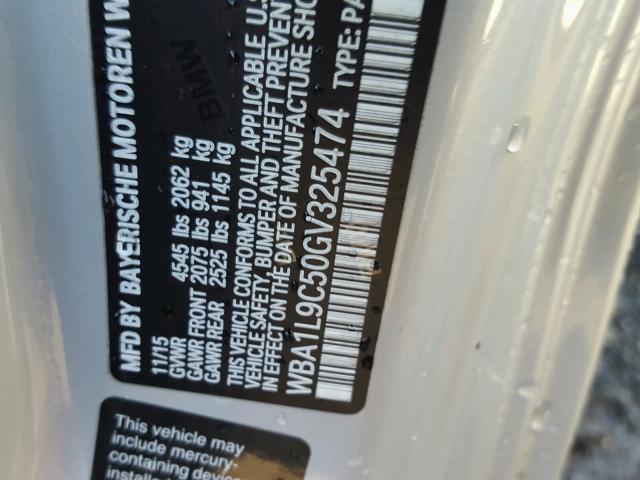 MFD BY BAYERISCHE MOTOREN W
11/15
GVWR 4545 lbs 2062 kg
GAWR FRONT 2075 lbs 941 kg
GAWR REAR 2525 lbs 1145 kg
BMW
THIS VEHICLE CONFORMS TO ALL APPLICABLE U.S
VEHICLE SAFETY, BUMPER AND THEFT PREVENT
IN EFFECT ON THE DATE OF MANUFACTURE SHO
WBA1L9C50GV325474 TYPE: PA
This vehicle may
include mercury-
containing device
installe